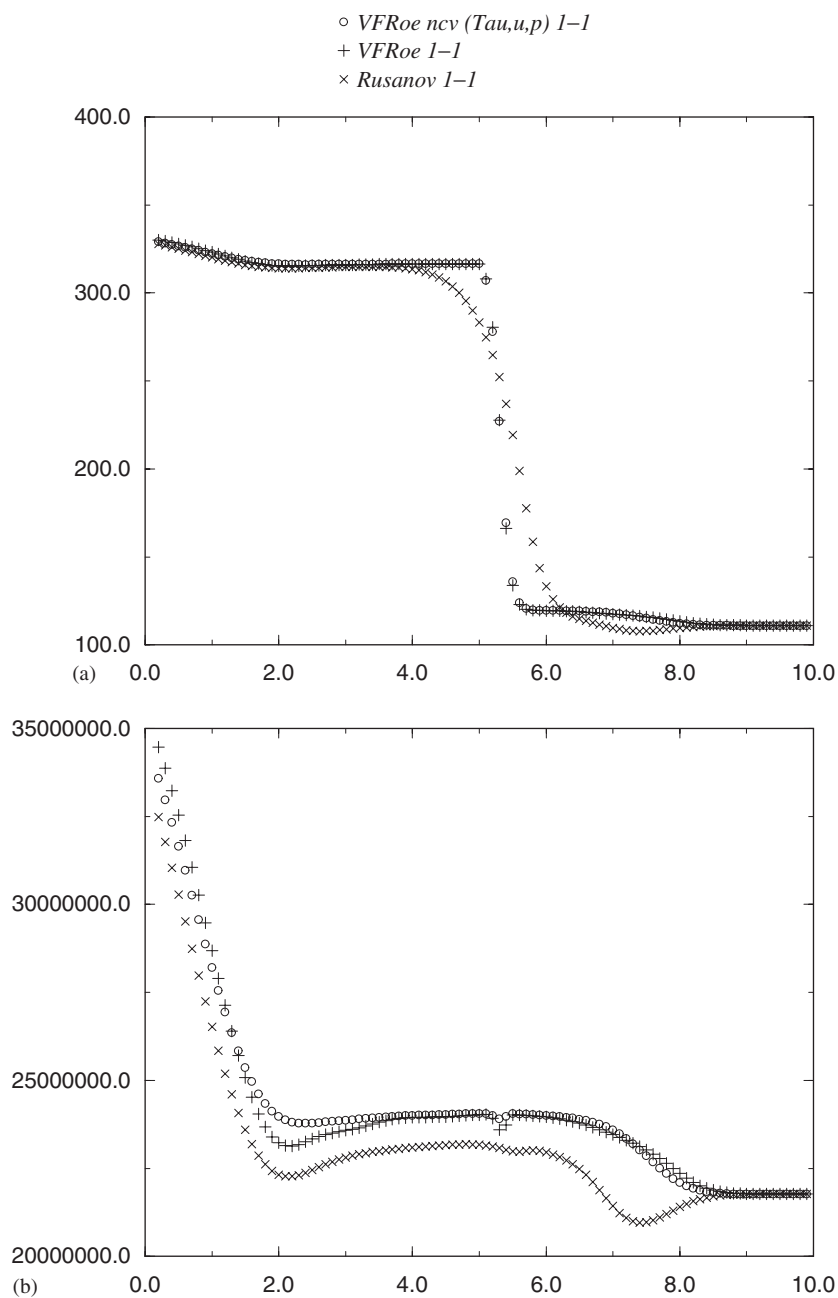 VFRoe ncv (Tau,u,p) 1–1
VFRoe 1–1
Rusanov 1–1
400.0
300.0
200.0
100.0
(a)
0.0 2.0 4.0 6.0 8.0 10.0
35000000.0
30000000.0
25000000.0
20000000.0
(b)
0.0 2.0 4.0 6.0 8.0 10.0